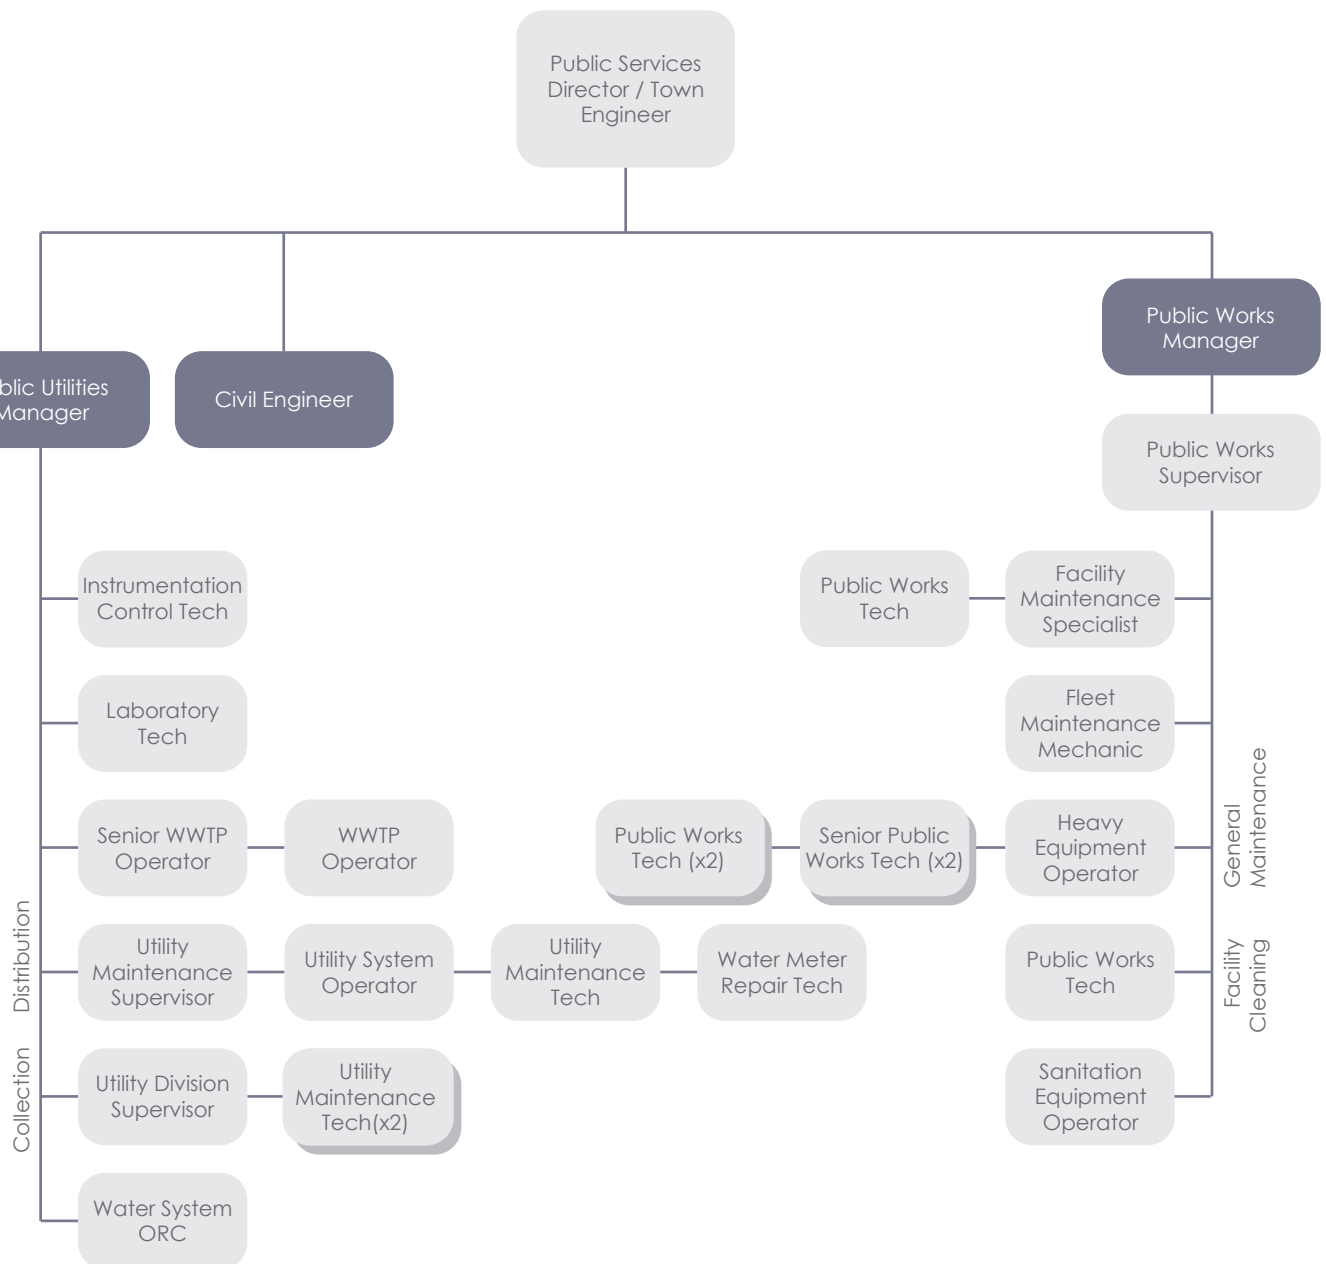 Public Services
Director / Town
Engineer
Public Works
Manager
blic Utilities
Manager
Civil Engineer
Public Works
Supervisor
Instrumentation
Control Tech
Public Works
Tech
Facility
Maintenance
Specialist
Laboratory
Tech
Fleet
Maintenance
Mechanic
Senior WWTP
Operator
WWTP
Operator
Public Works
Tech (x2)
Senior Public
Works Tech (x2)
Heavy
Equipment
Operator
General
Maintenance
Distribution
Utility
Maintenance
Supervisor
Utility System
Operator
Utility
Maintenance
Tech
Water Meter
Repair Tech
Public Works
Tech
Facility
Cleaning
Collection
Utility Division
Supervisor
Utility
Maintenance
Tech(x2)
Sanitation
Equipment
Operator
Water System
ORC